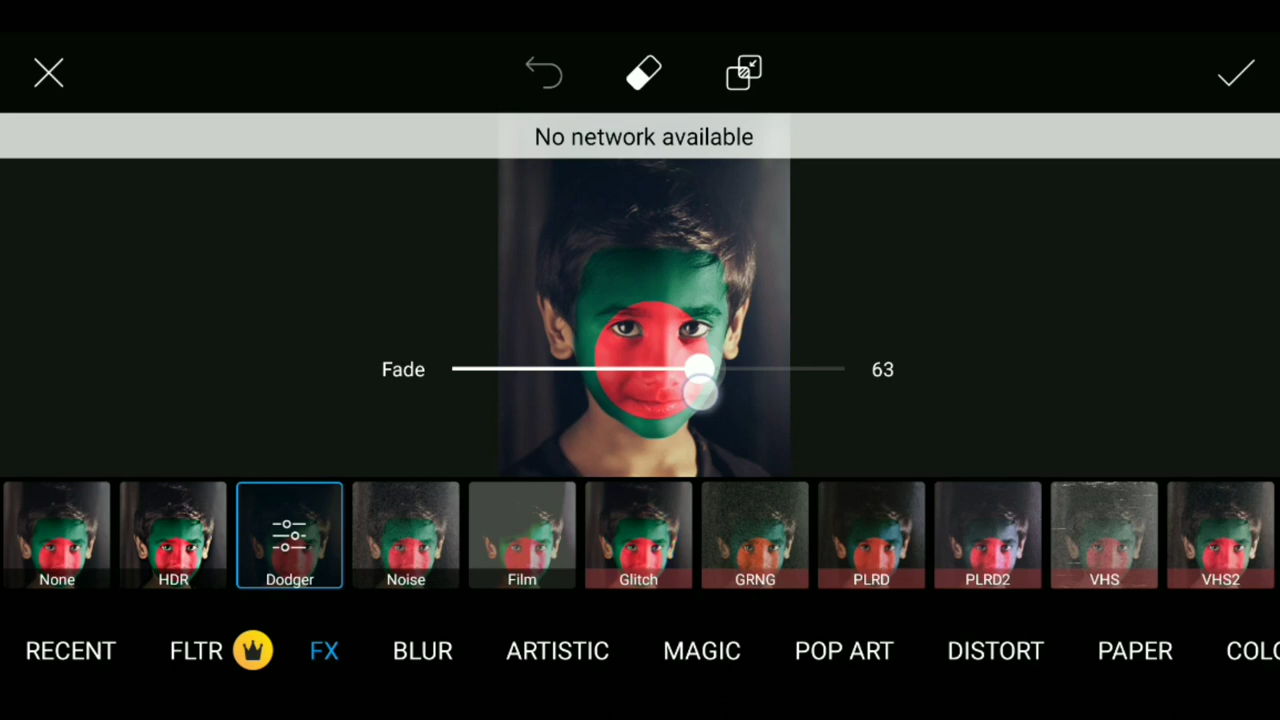 No network available
Fade 63
None HDR Dodger Noise Film Glitch GRNG PLRD PLRD2 VHS VHS2
RECENT FLTR FX BLUR ARTISTIC MAGIC POP ART DISTORT PAPER COLO